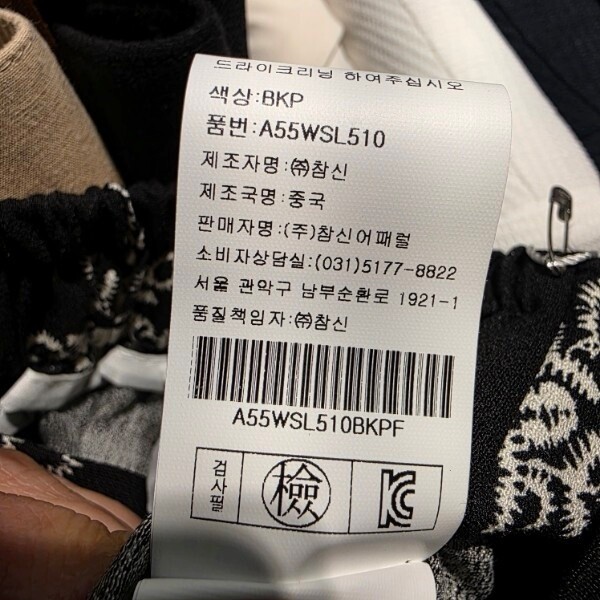 드라이크리닝 하여주십시오
색상:BKP
품번:A55WSL510
제조자명:㈜참신
제조국명:중국
판매자명:(주)참신어패럴
소비자상담실:(031)5177-8822
서울 관악구 남부순환로 1921-1
품질책임자:㈜참신
A55WSL510BKPF
검사필 檢 KC